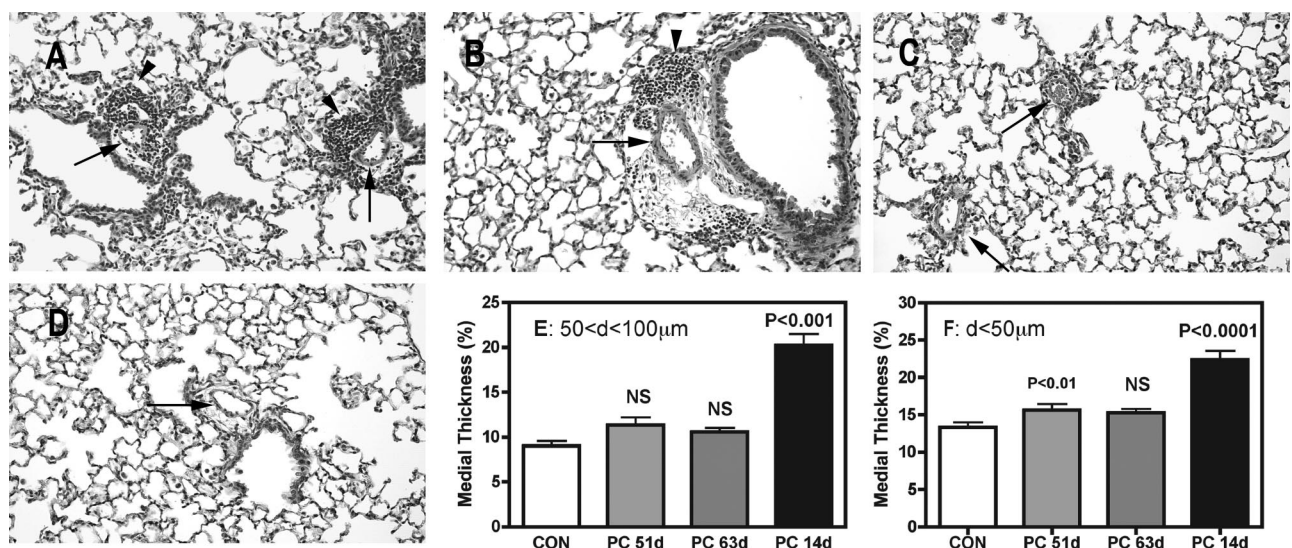 A
B
C
D
E: 50<d<100μm
Medial Thickness (%)
25
20
15
10
5
0
NS
NS
P<0.001
CON
PC 51d
PC 63d
PC 14d
F: d<50μm
Medial Thickness (%)
30
25
20
15
10
5
0
P<0.01
NS
P<0.0001
CON
PC 51d
PC 63d
PC 14d